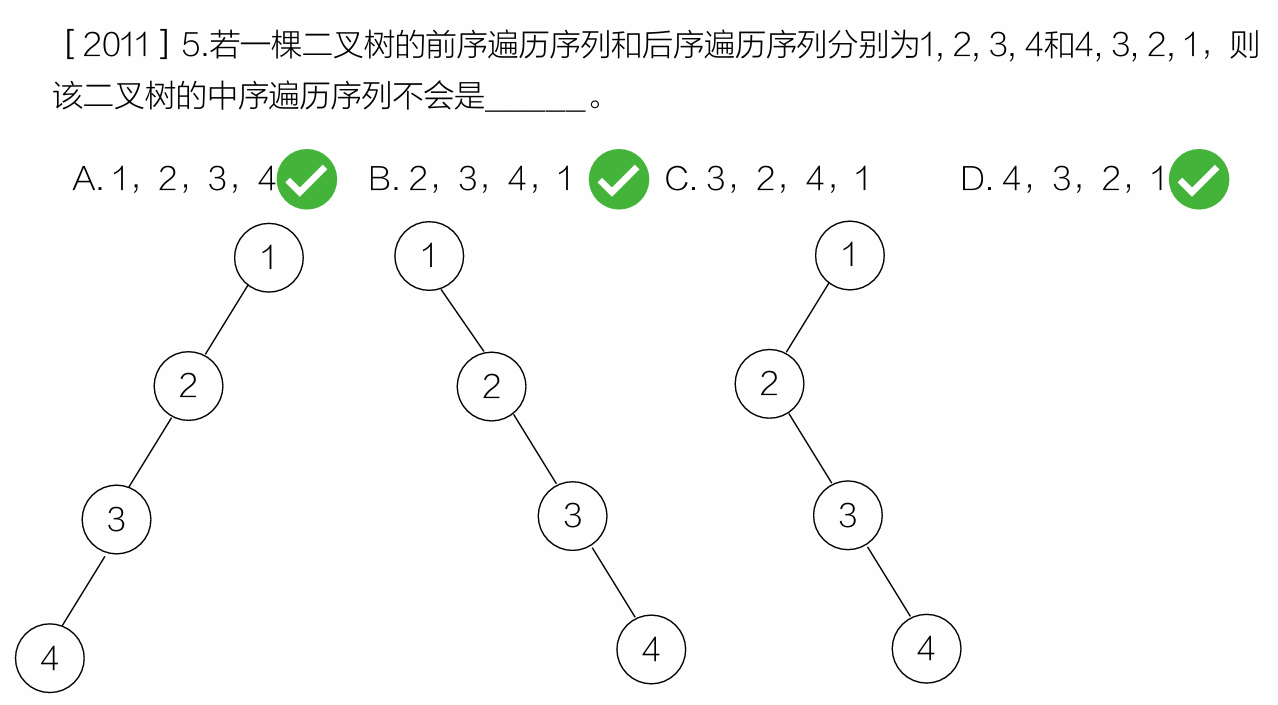 ［2011］5.若一棵二叉树的前序遍历序列和后序遍历序列分别为1, 2, 3, 4和4, 3, 2, 1，则
该二叉树的中序遍历序列不会是______。
A. 1，2，3，4 B. 2，3，4，1 C. 3，2，4，1 D. 4，3，2，1
1 1 1
2 2 2
3 3 3
4 4 4